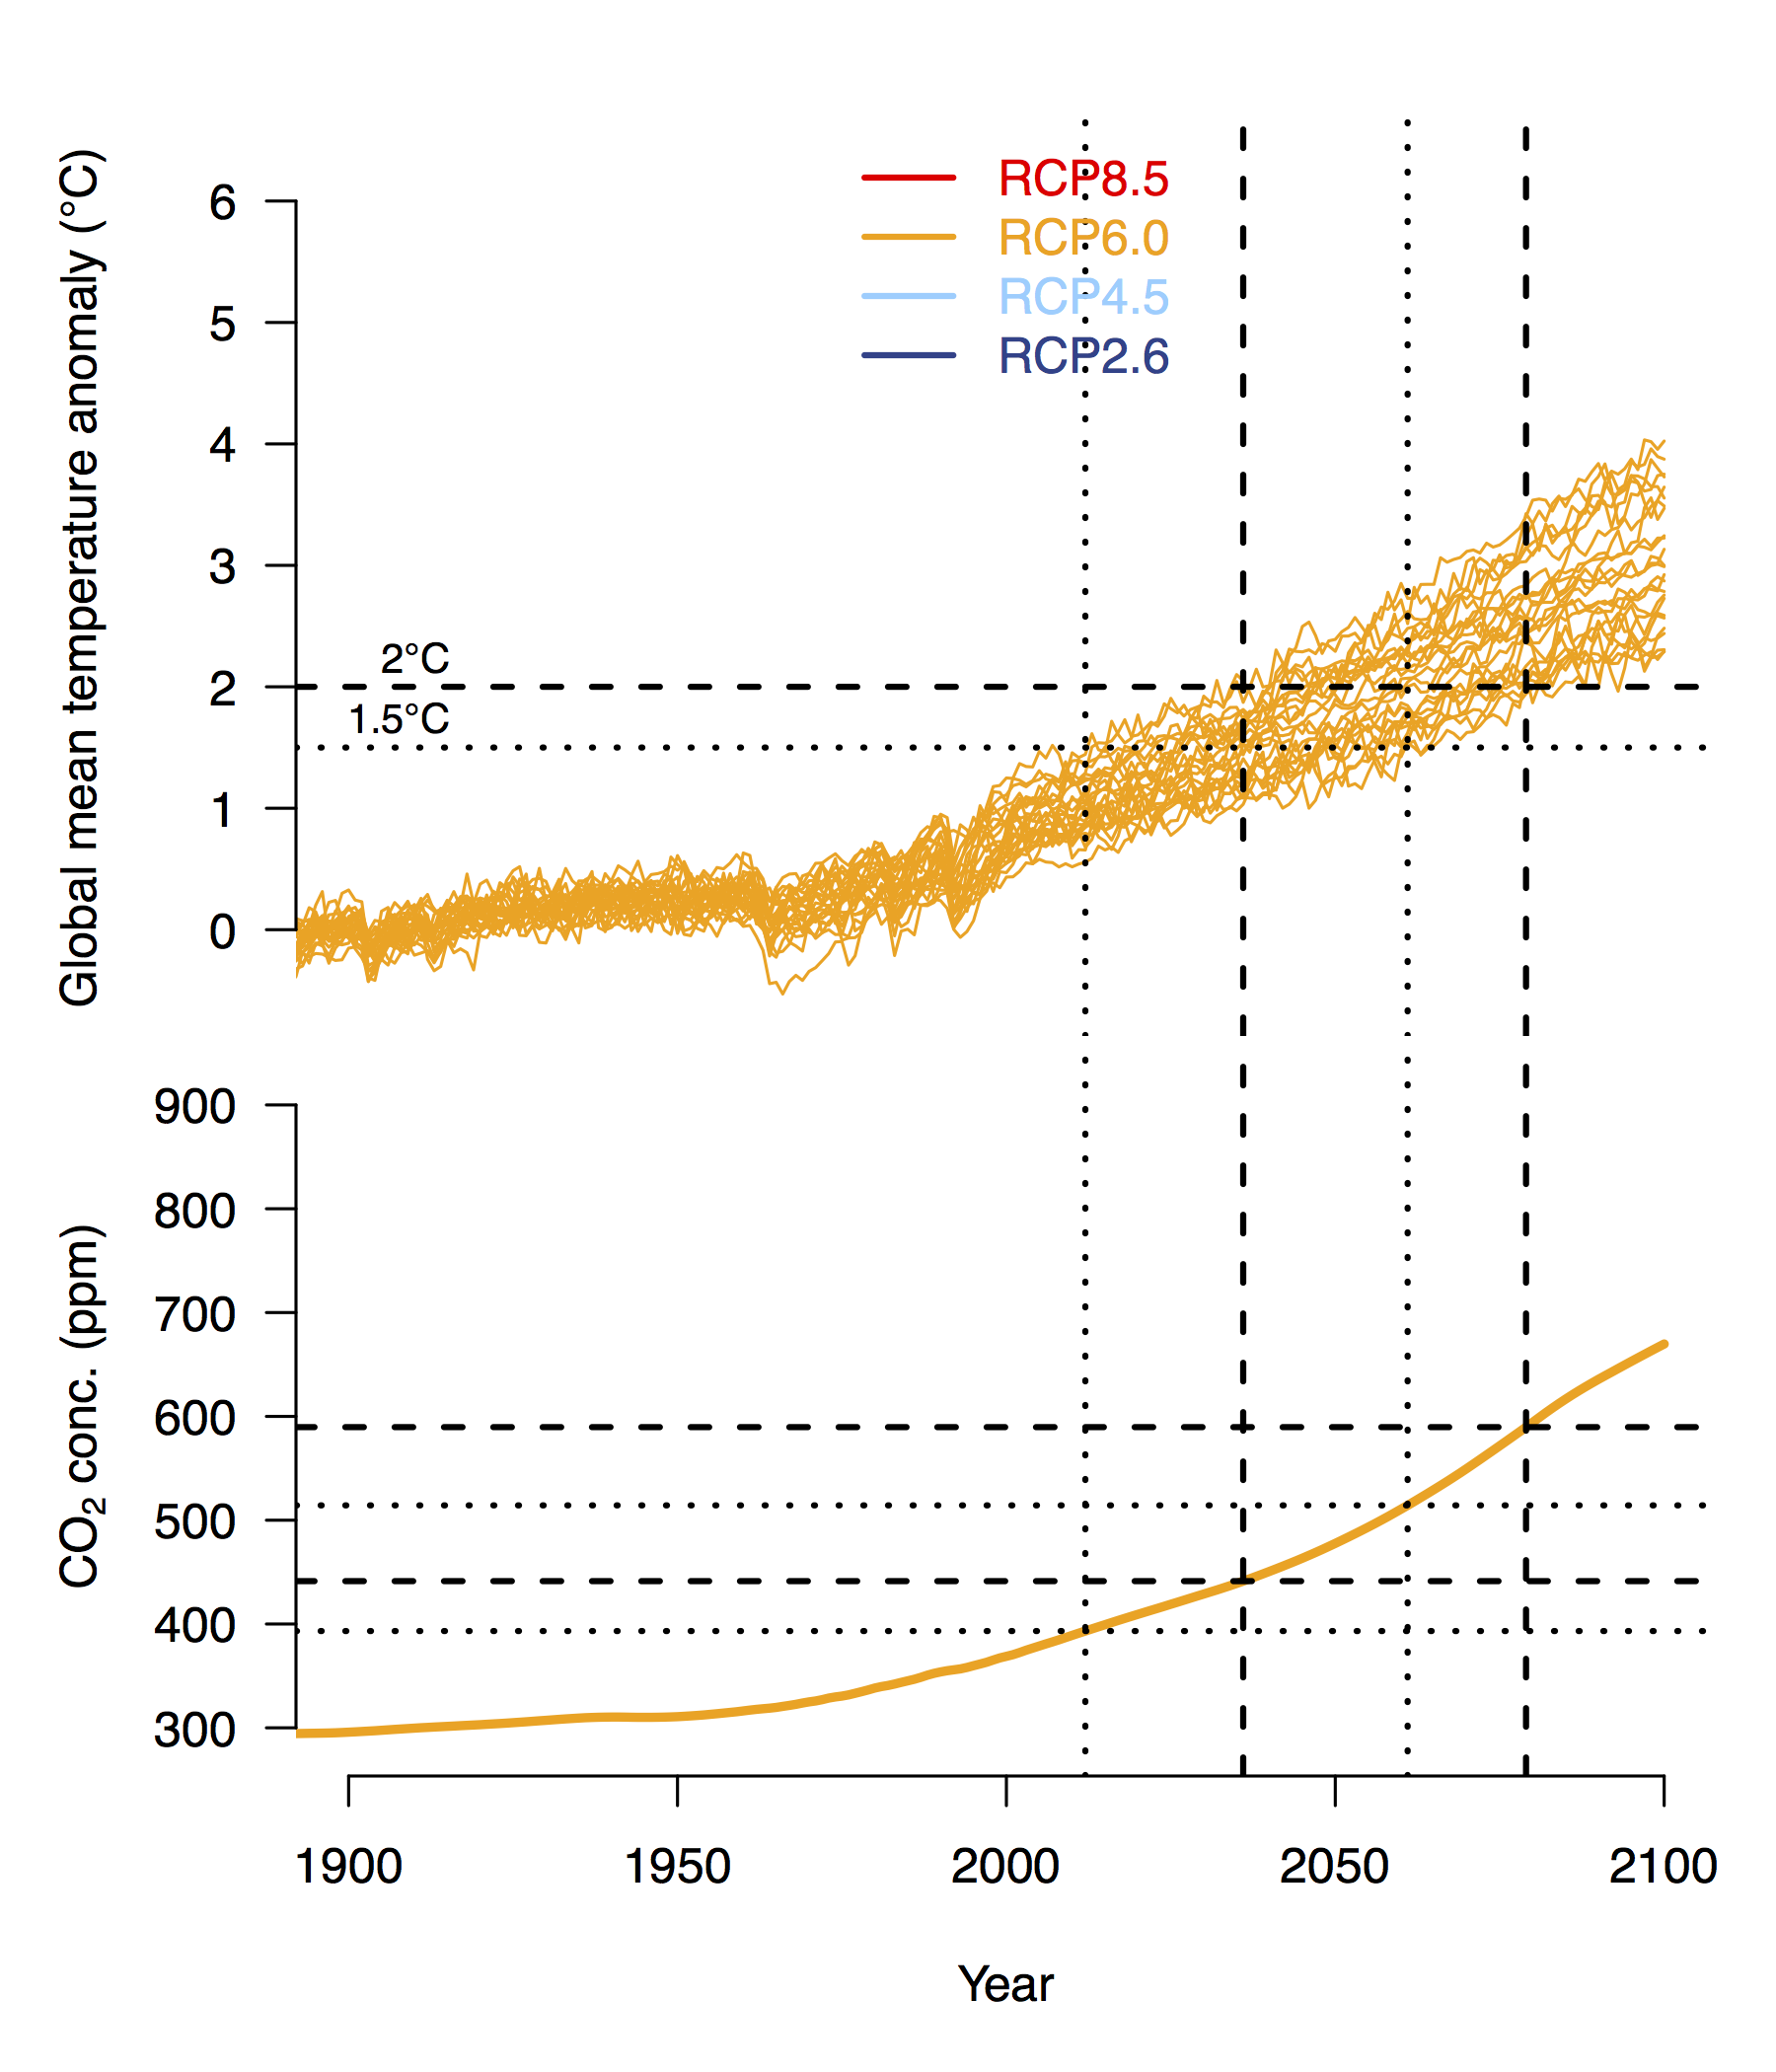 Global mean temperature anomaly (°C)
6
5
4
3
2
1
0
RCP8.5
RCP6.0
RCP4.5
RCP2.6
2°C
1.5°C
CO₂ conc. (ppm)
900
800
700
600
500
400
300
1900 1950 2000 2050 2100
Year